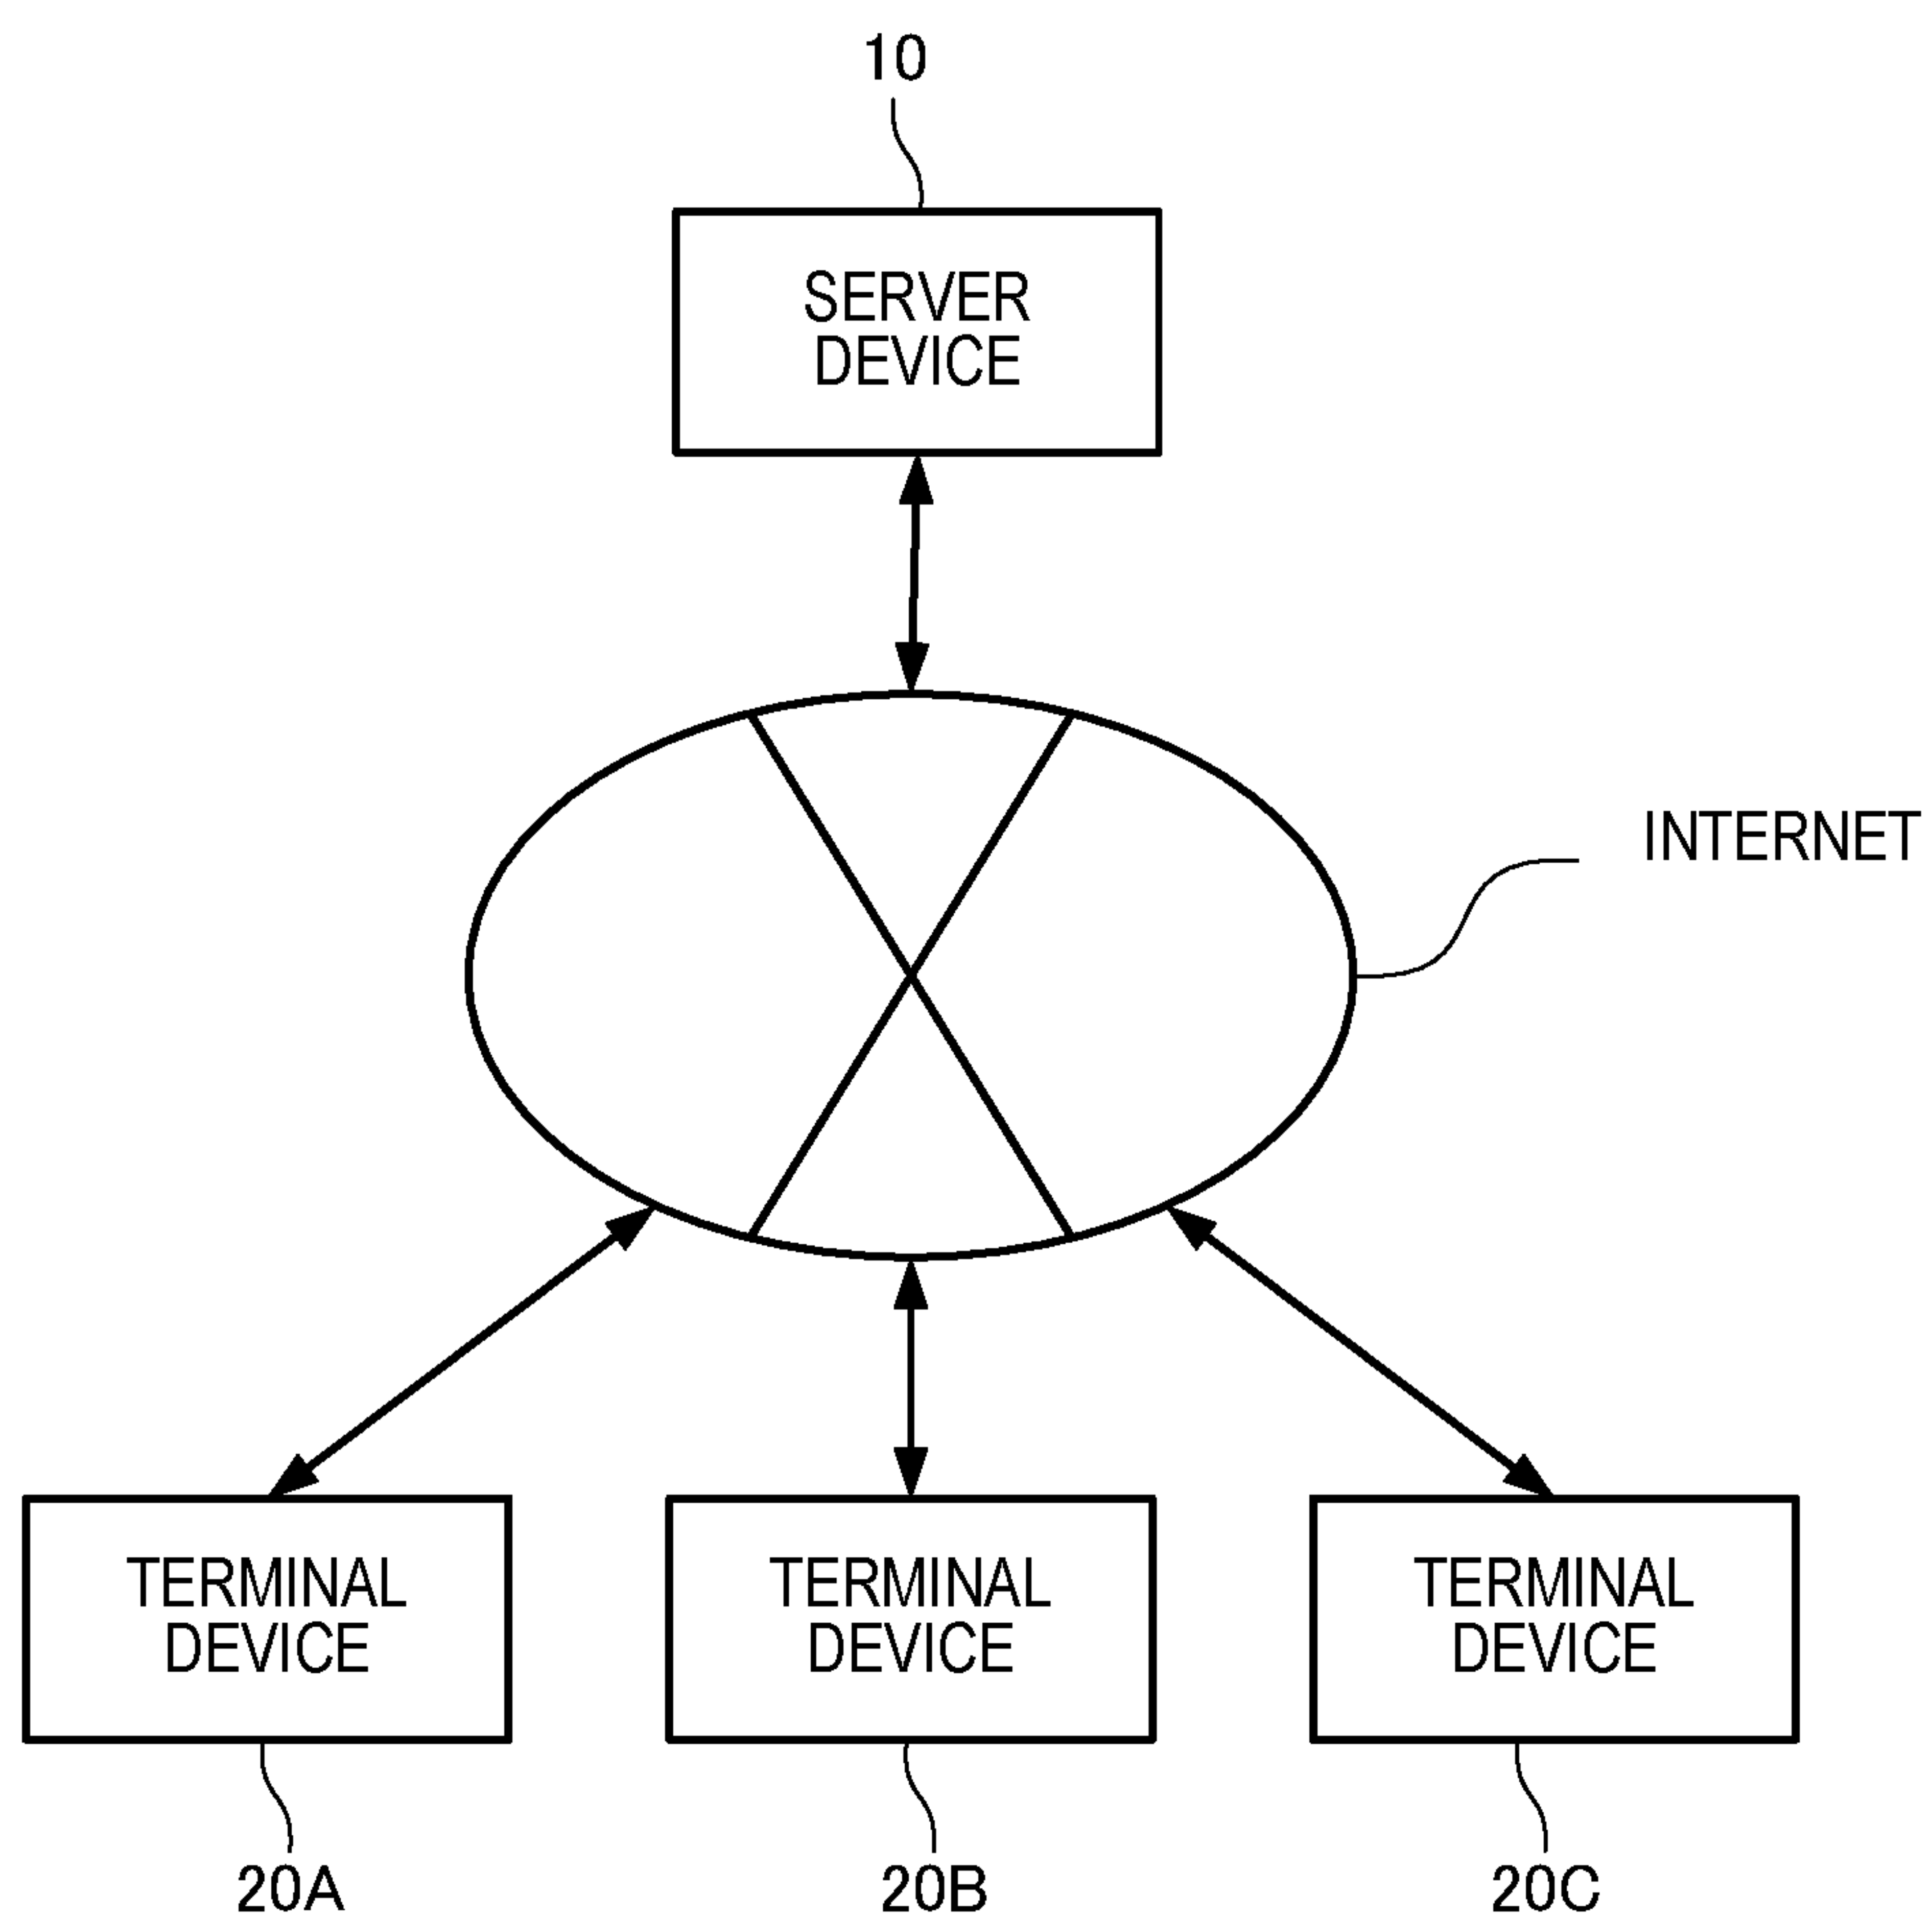 10
SERVER
DEVICE
INTERNET
TERMINAL
DEVICE
TERMINAL
DEVICE
TERMINAL
DEVICE
20A
20B
20C